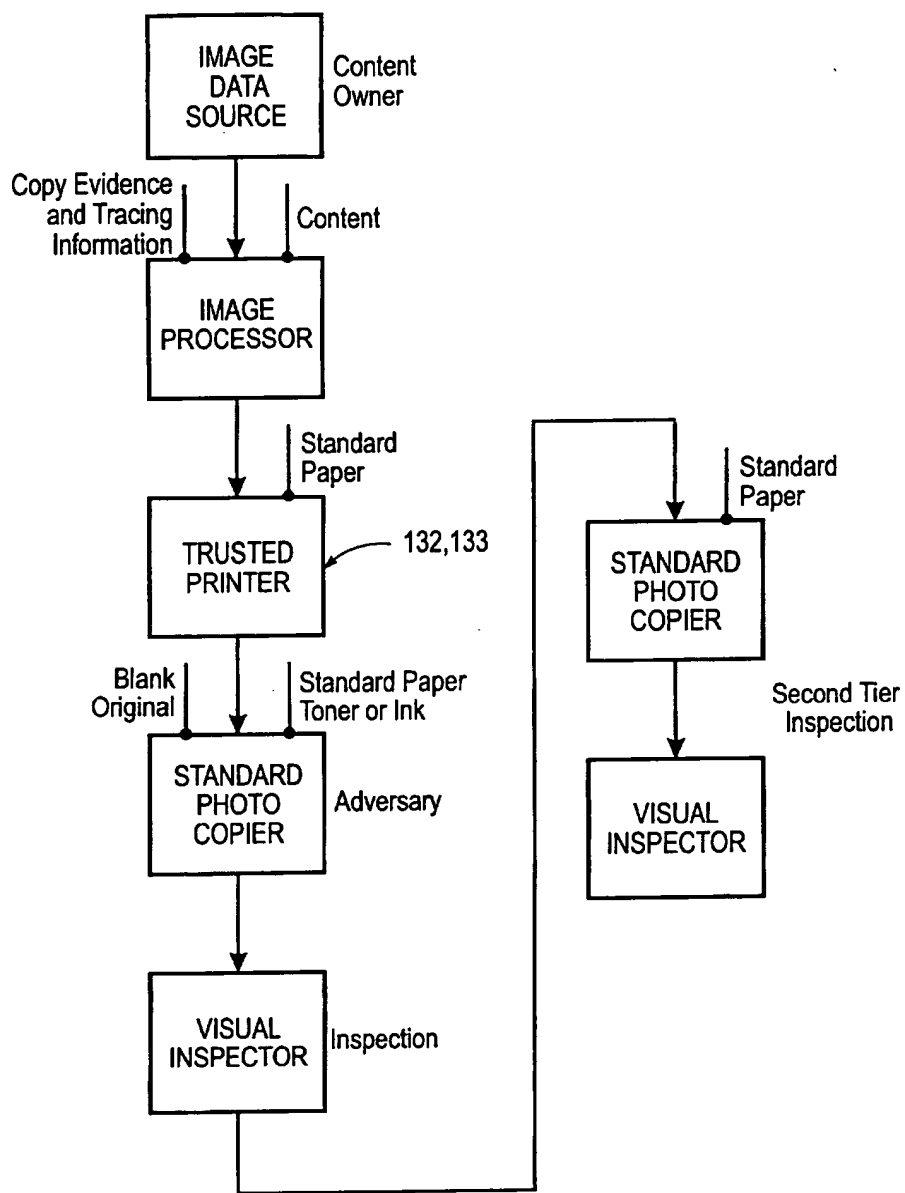 IMAGE
DATA
SOURCE
Content
Owner
Copy Evidence
and Tracing
Information
Content
IMAGE
PROCESSOR
Standard
Paper
TRUSTED
PRINTER
132,133
Blank
Original
Standard Paper
Toner or Ink
STANDARD
PHOTO
COPIER
Adversary
VISUAL
INSPECTOR
Inspection
Standard
Paper
STANDARD
PHOTO
COPIER
Second Tier
Inspection
VISUAL
INSPECTOR